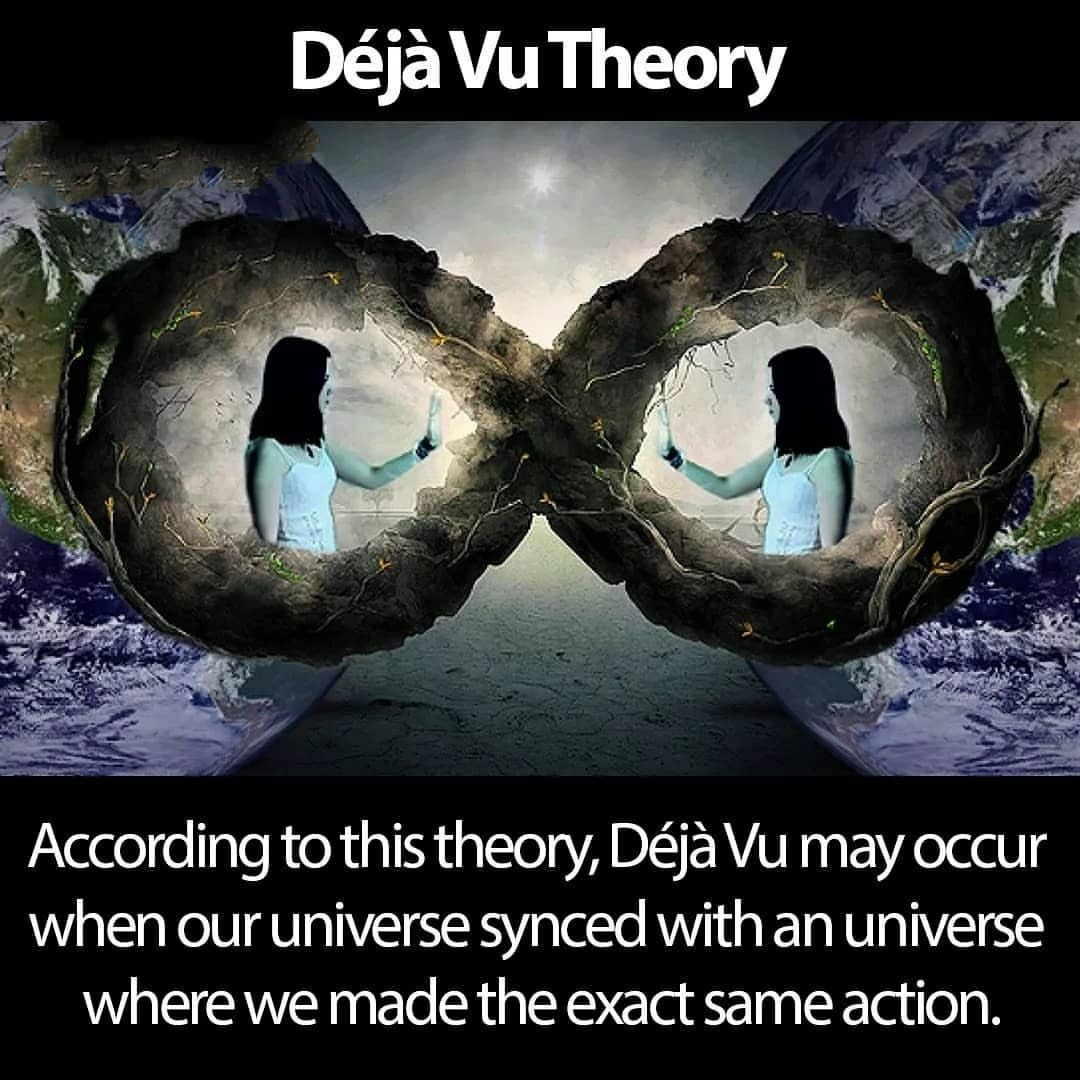 Déjà Vu Theory
According to this theory, Déjà Vu may occur
when our universe synced with an universe
where we made the exact same action.